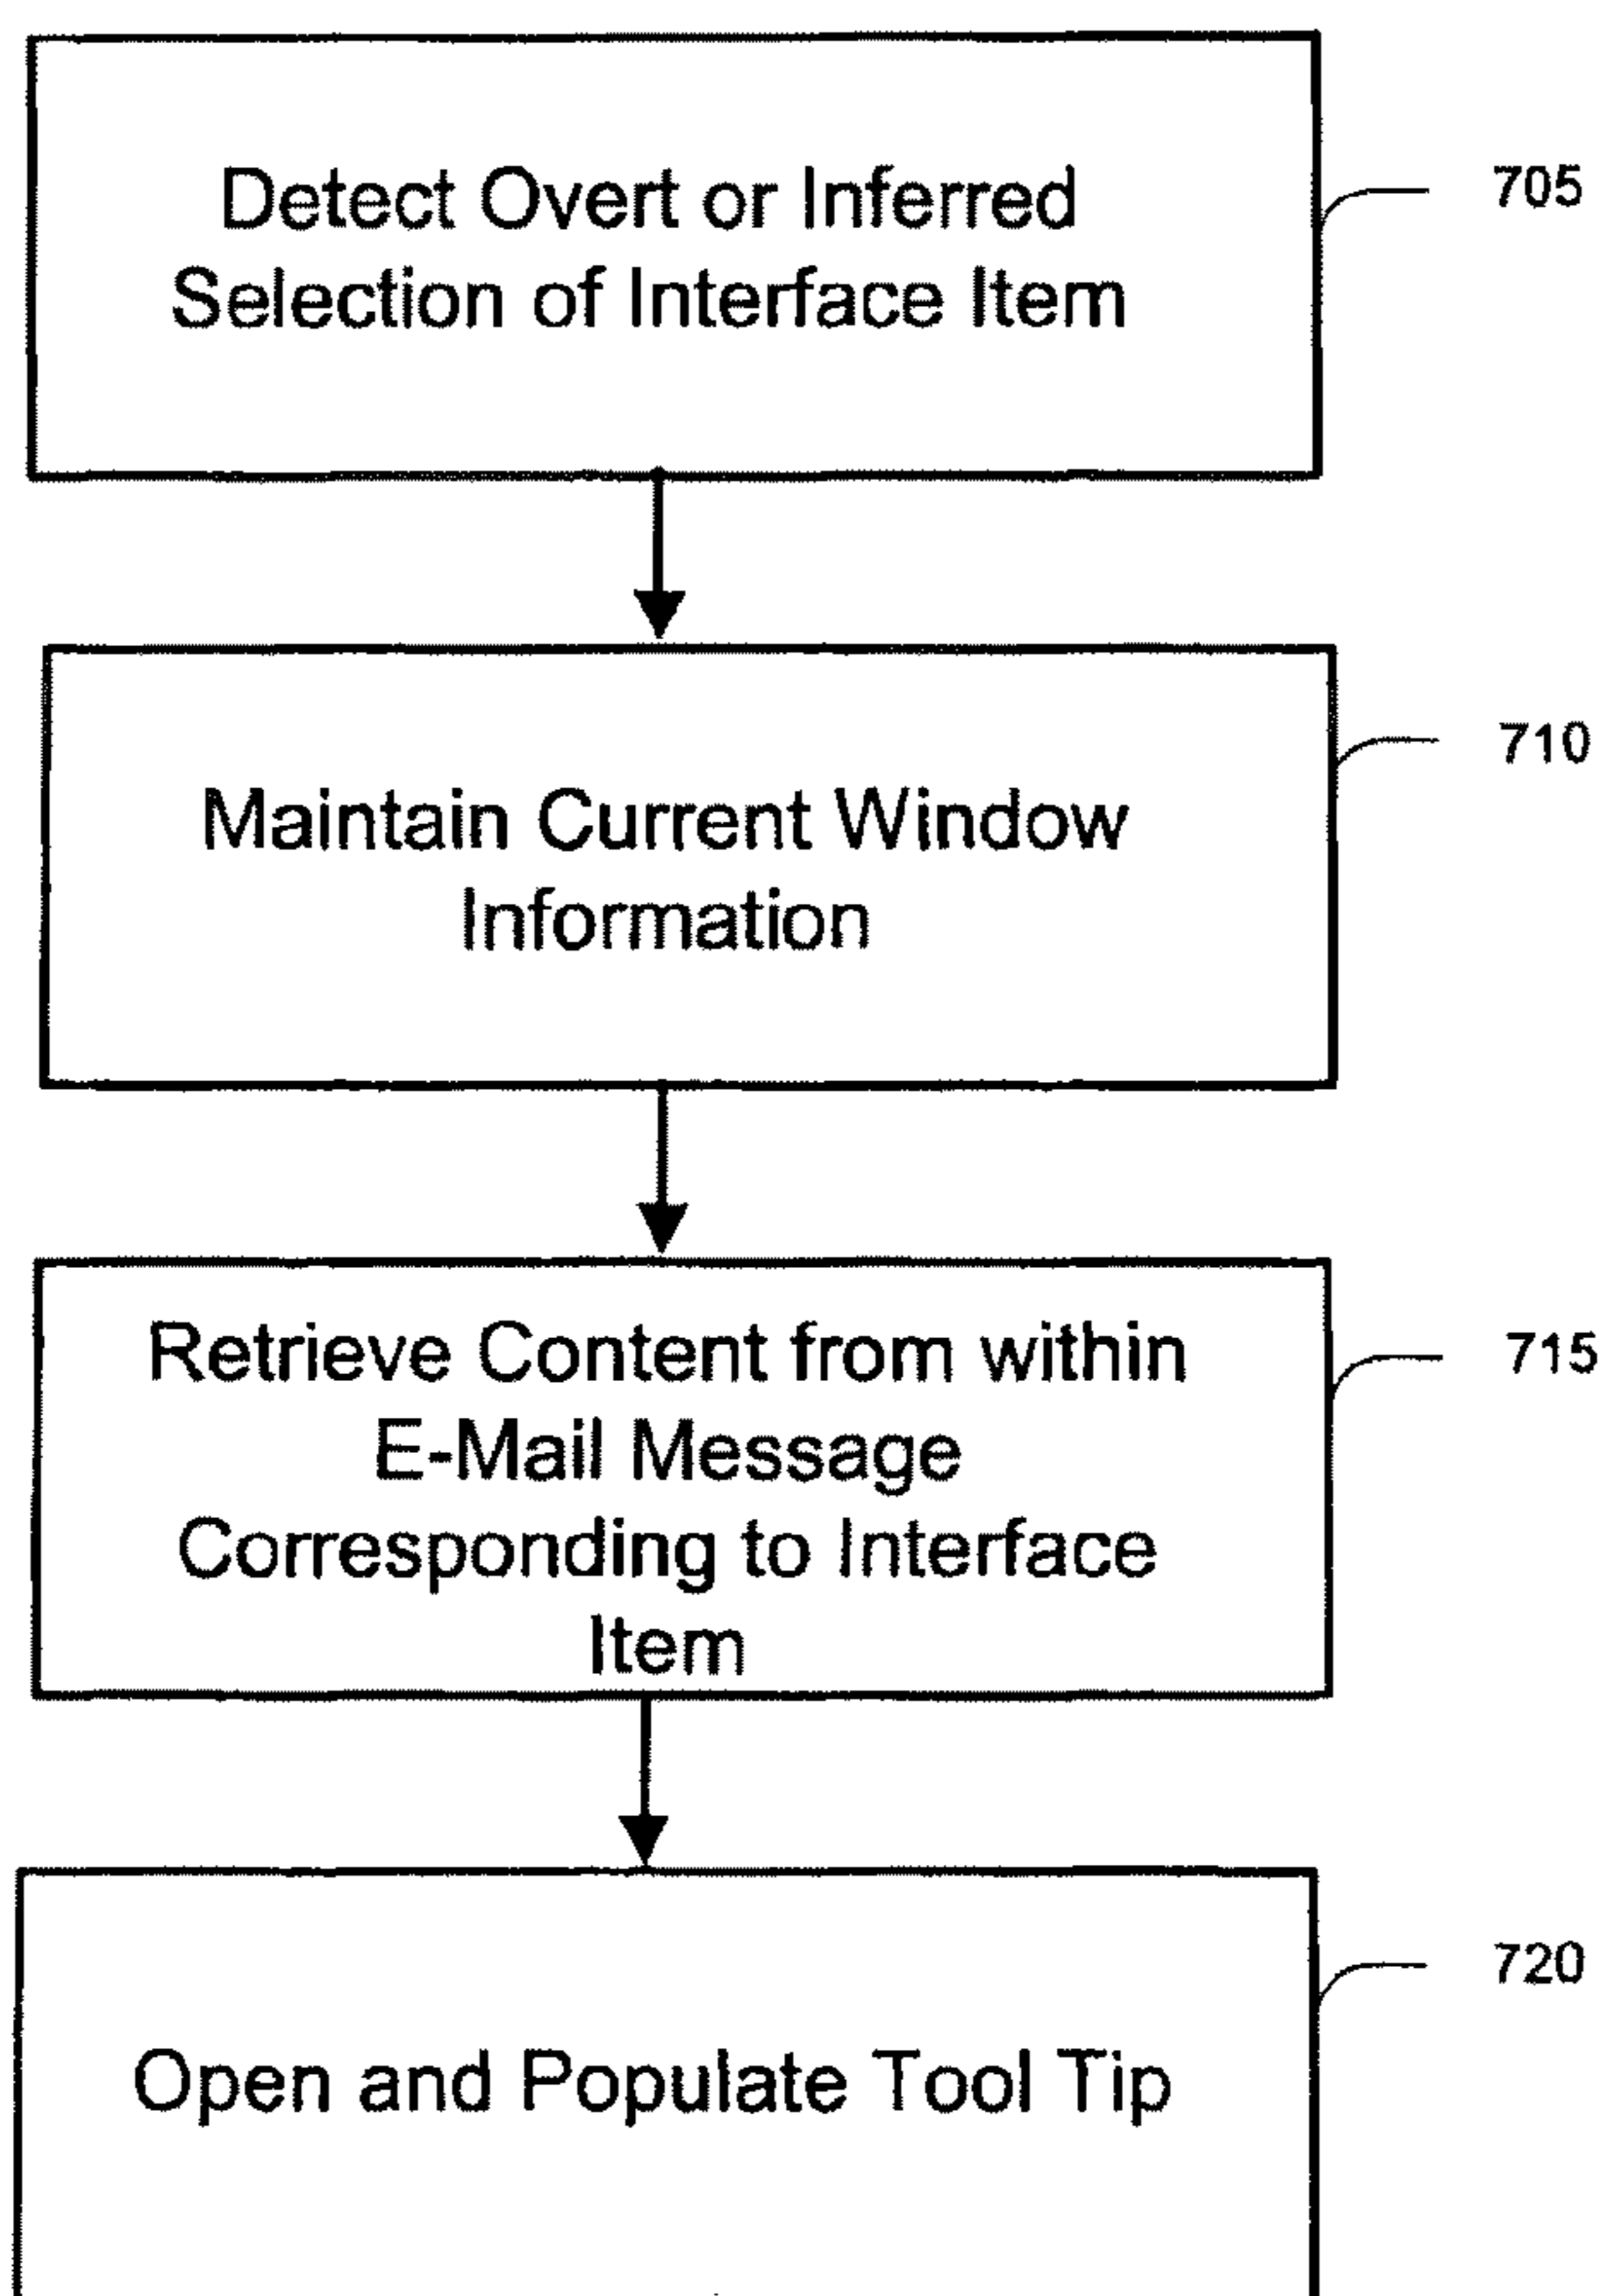 Detect Overt or Inferred
Selection of Interface Item
705
Maintain Current Window
Information
710
Retrieve Content from within
E-Mail Message
Corresponding to Interface
Item
715
Open and Populate Tool Tip
720